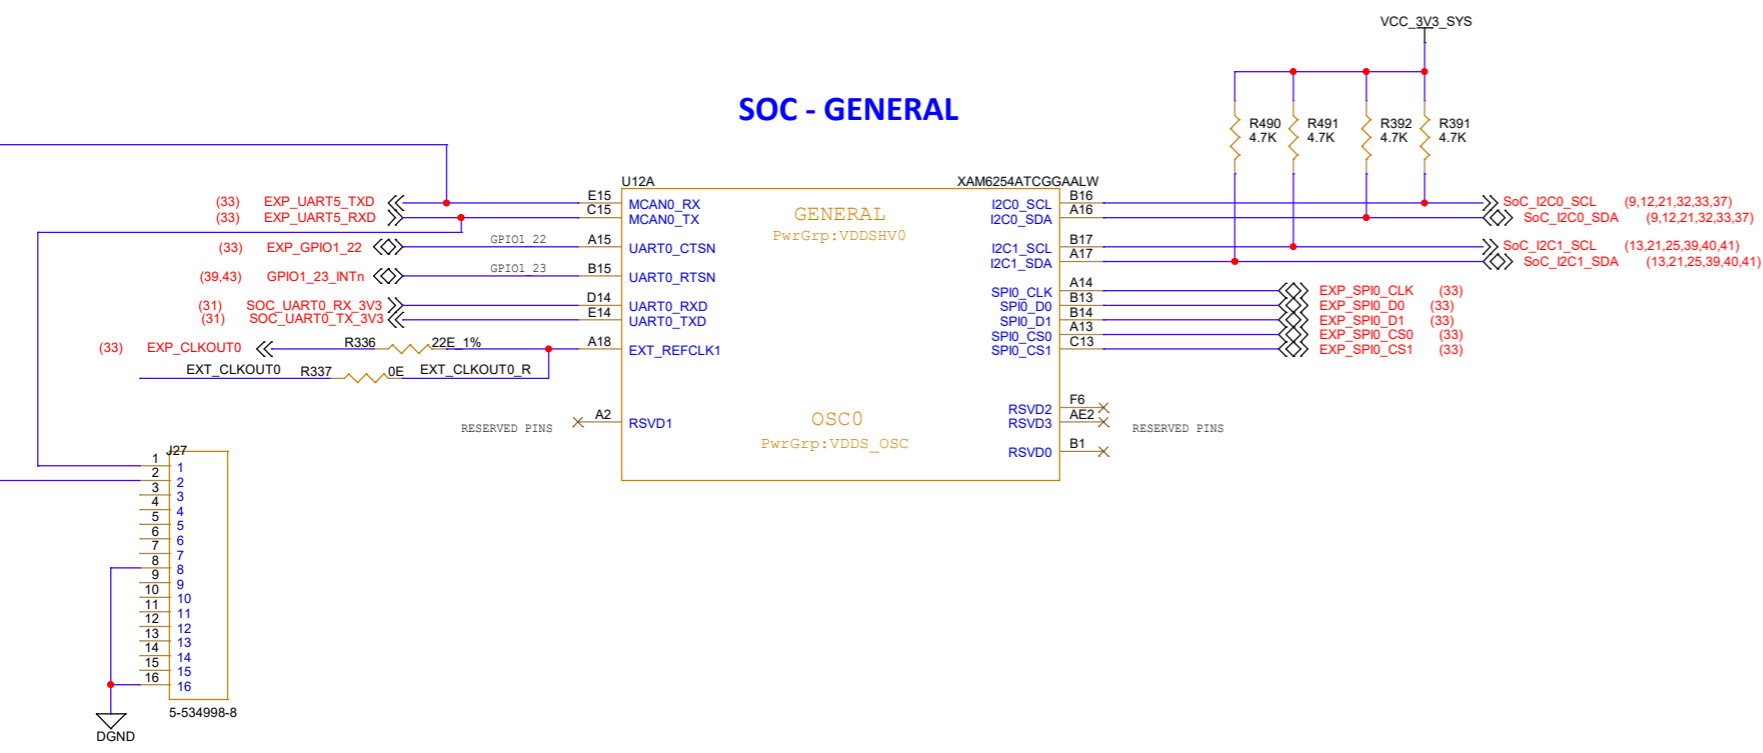 VCC_3V3_SYS
SOC - GENERAL
R490 4.7K
R491 4.7K
R392 4.7K
R391 4.7K
U12A
XAM6254ATCGGAALW
(33) EXP_UART5_TXD E15 MCAN0_RX
(33) EXP_UART5_RXD C15 MCAN0_TX
(33) EXP_GPIO1_22 GPIO1_22 A15 UART0_CTSN
(39,43) GPIO1_23_INTn GPIO1_23 B15 UART0_RTSN
(31) SOC_UART0_RX_3V3 D14 UART0_RXD
(31) SOC_UART0_TX_3V3 E14 UART0_TXD
(33) EXP_CLKOUT0 R336 22E_1% A18 EXT_REFCLK1
EXT_CLKOUT0 R337 0E EXT_CLKOUT0_R
RESERVED PINS A2 RSVD1
GENERAL
PwrGrp:VDDSHV0
OSC0
PwrGrp:VDDS_OSC
I2C0_SCL B16 SoC_I2C0_SCL (9,12,21,32,33,37)
I2C0_SDA A16 SoC_I2C0_SDA (9,12,21,32,33,37)
I2C1_SCL B17 SoC_I2C1_SCL (13,21,25,39,40,41)
I2C1_SDA A17 SoC_I2C1_SDA (13,21,25,39,40,41)
SPI0_CLK A14 EXP_SPI0_CLK (33)
SPI0_D0 B13 EXP_SPI0_D0 (33)
SPI0_D1 B14 EXP_SPI0_D1 (33)
SPI0_CS0 A13 EXP_SPI0_CS0 (33)
SPI0_CS1 C13 EXP_SPI0_CS1 (33)
RSVD2 F6
RSVD3 AE2 RESERVED PINS
RSVD0 B1
J27
1 1
2 2
3 3
4 4
5 5
6 6
7 7
8 8
9 9
10 10
11 11
12 12
13 13
14 14
15 15
16 16
5-534998-8
DGND